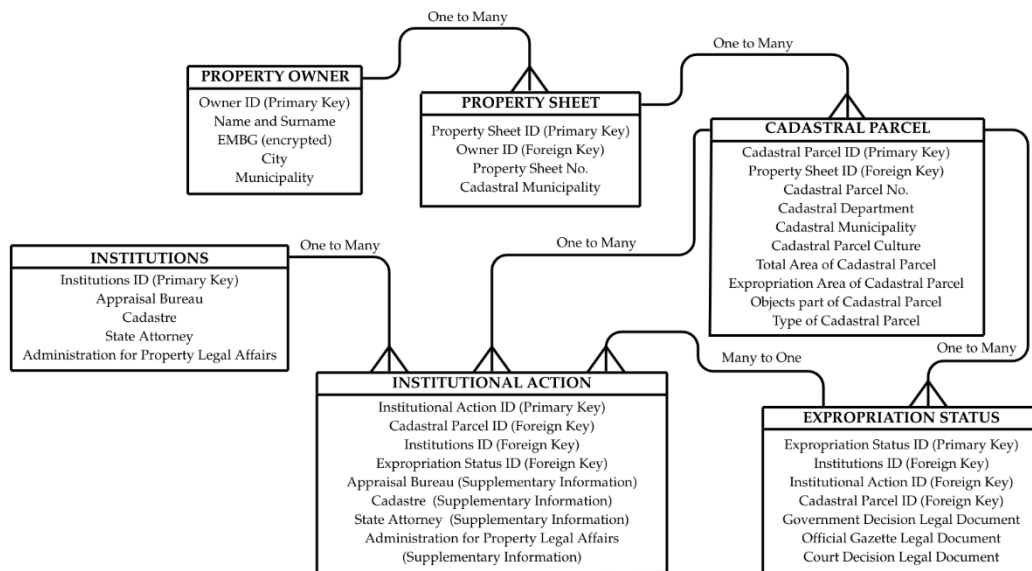 One to Many
PROPERTY OWNER
Owner ID (Primary Key)
Name and Surname
EMBG (encrypted)
City
Municipality
PROPERTY SHEET
Property Sheet ID (Primary Key)
Owner ID (Foreign Key)
Property Sheet No.
Cadastral Municipality
One to Many
CADASTRAL PARCEL
Cadastral Parcel ID (Primary Key)
Property Sheet ID (Foreign Key)
Cadastral Parcel No.
Cadastral Department
Cadastral Municipality
Cadastral Parcel Culture
Total Area of Cadastral Parcel
Expropriation Area of Cadastral Parcel
Objects part of Cadastral Parcel
Type of Cadastral Parcel
INSTITUTIONS
Institutions ID (Primary Key)
Appraisal Bureau
Cadastre
State Attorney
Administration for Property Legal Affairs
One to Many
One to Many
Many to One
One to Many
INSTITUTIONAL ACTION
Institutional Action ID (Primary Key)
Cadastral Parcel ID (Foreign Key)
Institutions ID (Foreign Key)
Expropriation Status ID (Foreign Key)
Appraisal Bureau (Supplementary Information)
Cadastre (Supplementary Information)
State Attorney (Supplementary Information)
Administration for Property Legal Affairs
(Supplementary Information)
EXPROPRIATION STATUS
Expropriation Status ID (Primary Key)
Institutions ID (Foreign Key)
Institutional Action ID (Foreign Key)
Cadastral Parcel ID (Foreign Key)
Government Decision Legal Document
Official Gazette Legal Document
Court Decision Legal Document